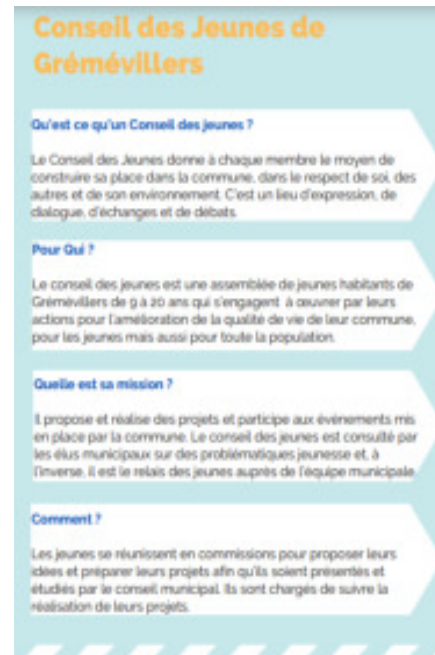 Conseil des Jeunes de
Grémévillers
Qu'est ce qu'un Conseil des jeunes ?
Le Conseil des Jeunes donne à chaque membre le moyen de
construire sa place dans la commune, dans le respect de soi, des
autres et de son environnement. C'est un lieu d'expression, de
dialogue, d'échanges et de débats.
Pour Qui ?
Le conseil des jeunes est une assemblée de jeunes habitants de
Grémévillers de 9 à 20 ans qui s'engagent à œuvrer par leurs
actions pour l'amélioration de la qualité de vie de leur commune,
pour les jeunes mais aussi pour toute la population.
Quelle est sa mission ?
Il propose et réalise des projets et participe aux événements mis
en place par la commune. Le conseil des jeunes est consulté par
les élus municipaux sur des problématiques jeunesse et, à
l'inverse, il est le relais des jeunes auprès de l'équipe municipale.
Comment ?
Les jeunes se réunissent en commissions pour proposer leurs
idées et préparer leurs projets afin qu'ils soient présentés et
étudiés par le conseil municipal. Ils sont chargés de suivre la
réalisation de leurs projets.